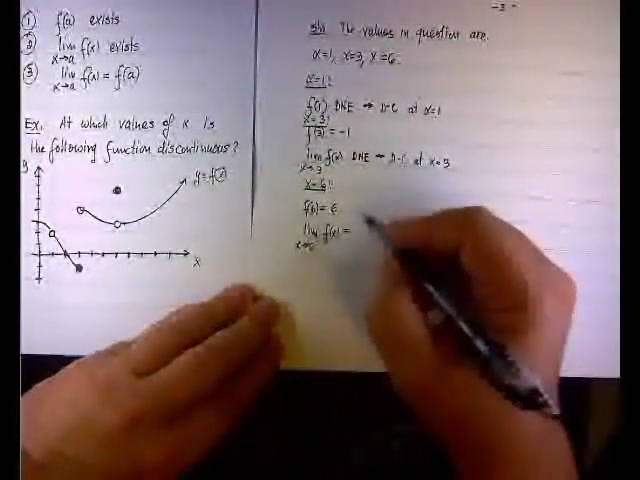 ① f(a) exists
② lim f(x) exists
x→a
③ lim f(x) = f(a)
x→a
Ex. At which values of x is
the following function discontinuous?
y
y=f(x)
x
-3-
Sol: The values in question are
x=1, x=3, x=6.
x=1:
f(1) DNE → D-C at x=1
x=3:
f(3) = -1
lim f(x) DNE → D-C at x=3
x→3
x=6:
f(6) = 6
lim f(x) =
x→6